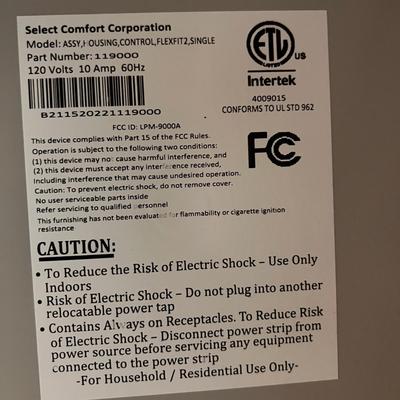 Select Comfort Corporation
Model: ASSY,HOUSING,CONTROL,FLEXFIT2,SINGLE
Part Number: 119000
120 Volts 10 Amp 60Hz
B211520221119000
ETL
LISTED
US
Intertek
4009015
CONFORMS TO UL STD 962
FCC ID: LPM-9000A
FC
This device complies with Part 15 of the FCC Rules.
Operation is subject to the following two conditions:
(1) this device may not cause harmful interference, and
(2) this device must accept any interference,
Including interference that may cause undesired operation.
Caution: To prevent electric shock, do not remove cover.
No user serviceable parts inside
Refer servicing to qualified personnel
This furnishing has not been evaluated for flammability or cigarette ignition
resistance
CAUTION:
• To Reduce the Risk of Electric Shock – Use Only
Indoors
• Risk of Electric Shock – Do not plug into another
relocatable power tap
• Contains Always on Receptacles. To Reduce Risk
of Electric Shock – Disconnect power strip from
power source before servicing any equipment
connected to the power strip
-For Household / Residential Use Only-